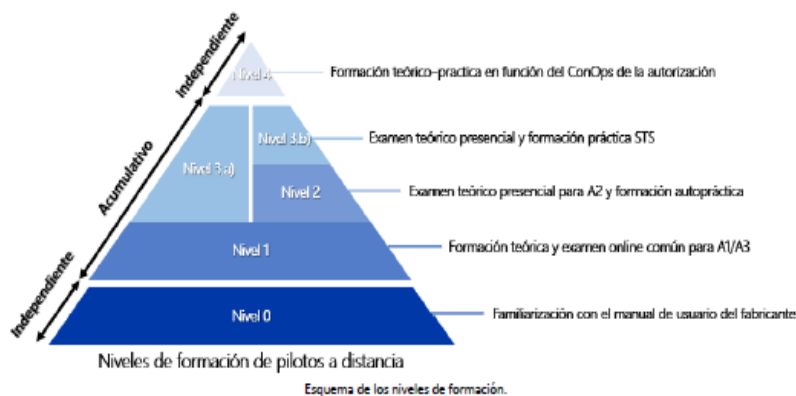 Independiente
Nivel 4
Formación teórico-practica en función del ConOps de la autorización
Acumulativo
Nivel 3.a)
Nivel 3.b)
Examen teórico presencial y formación práctica STS
Nivel 2
Examen teórico presencial para A2 y formación autopráctica
Nivel 1
Formación teórica y examen online común para A1/A3
Independiente
Nivel 0
Familiarización con el manual de usuario del fabricante
Niveles de formación de pilotos a distancia
Esquema de los niveles de formación.